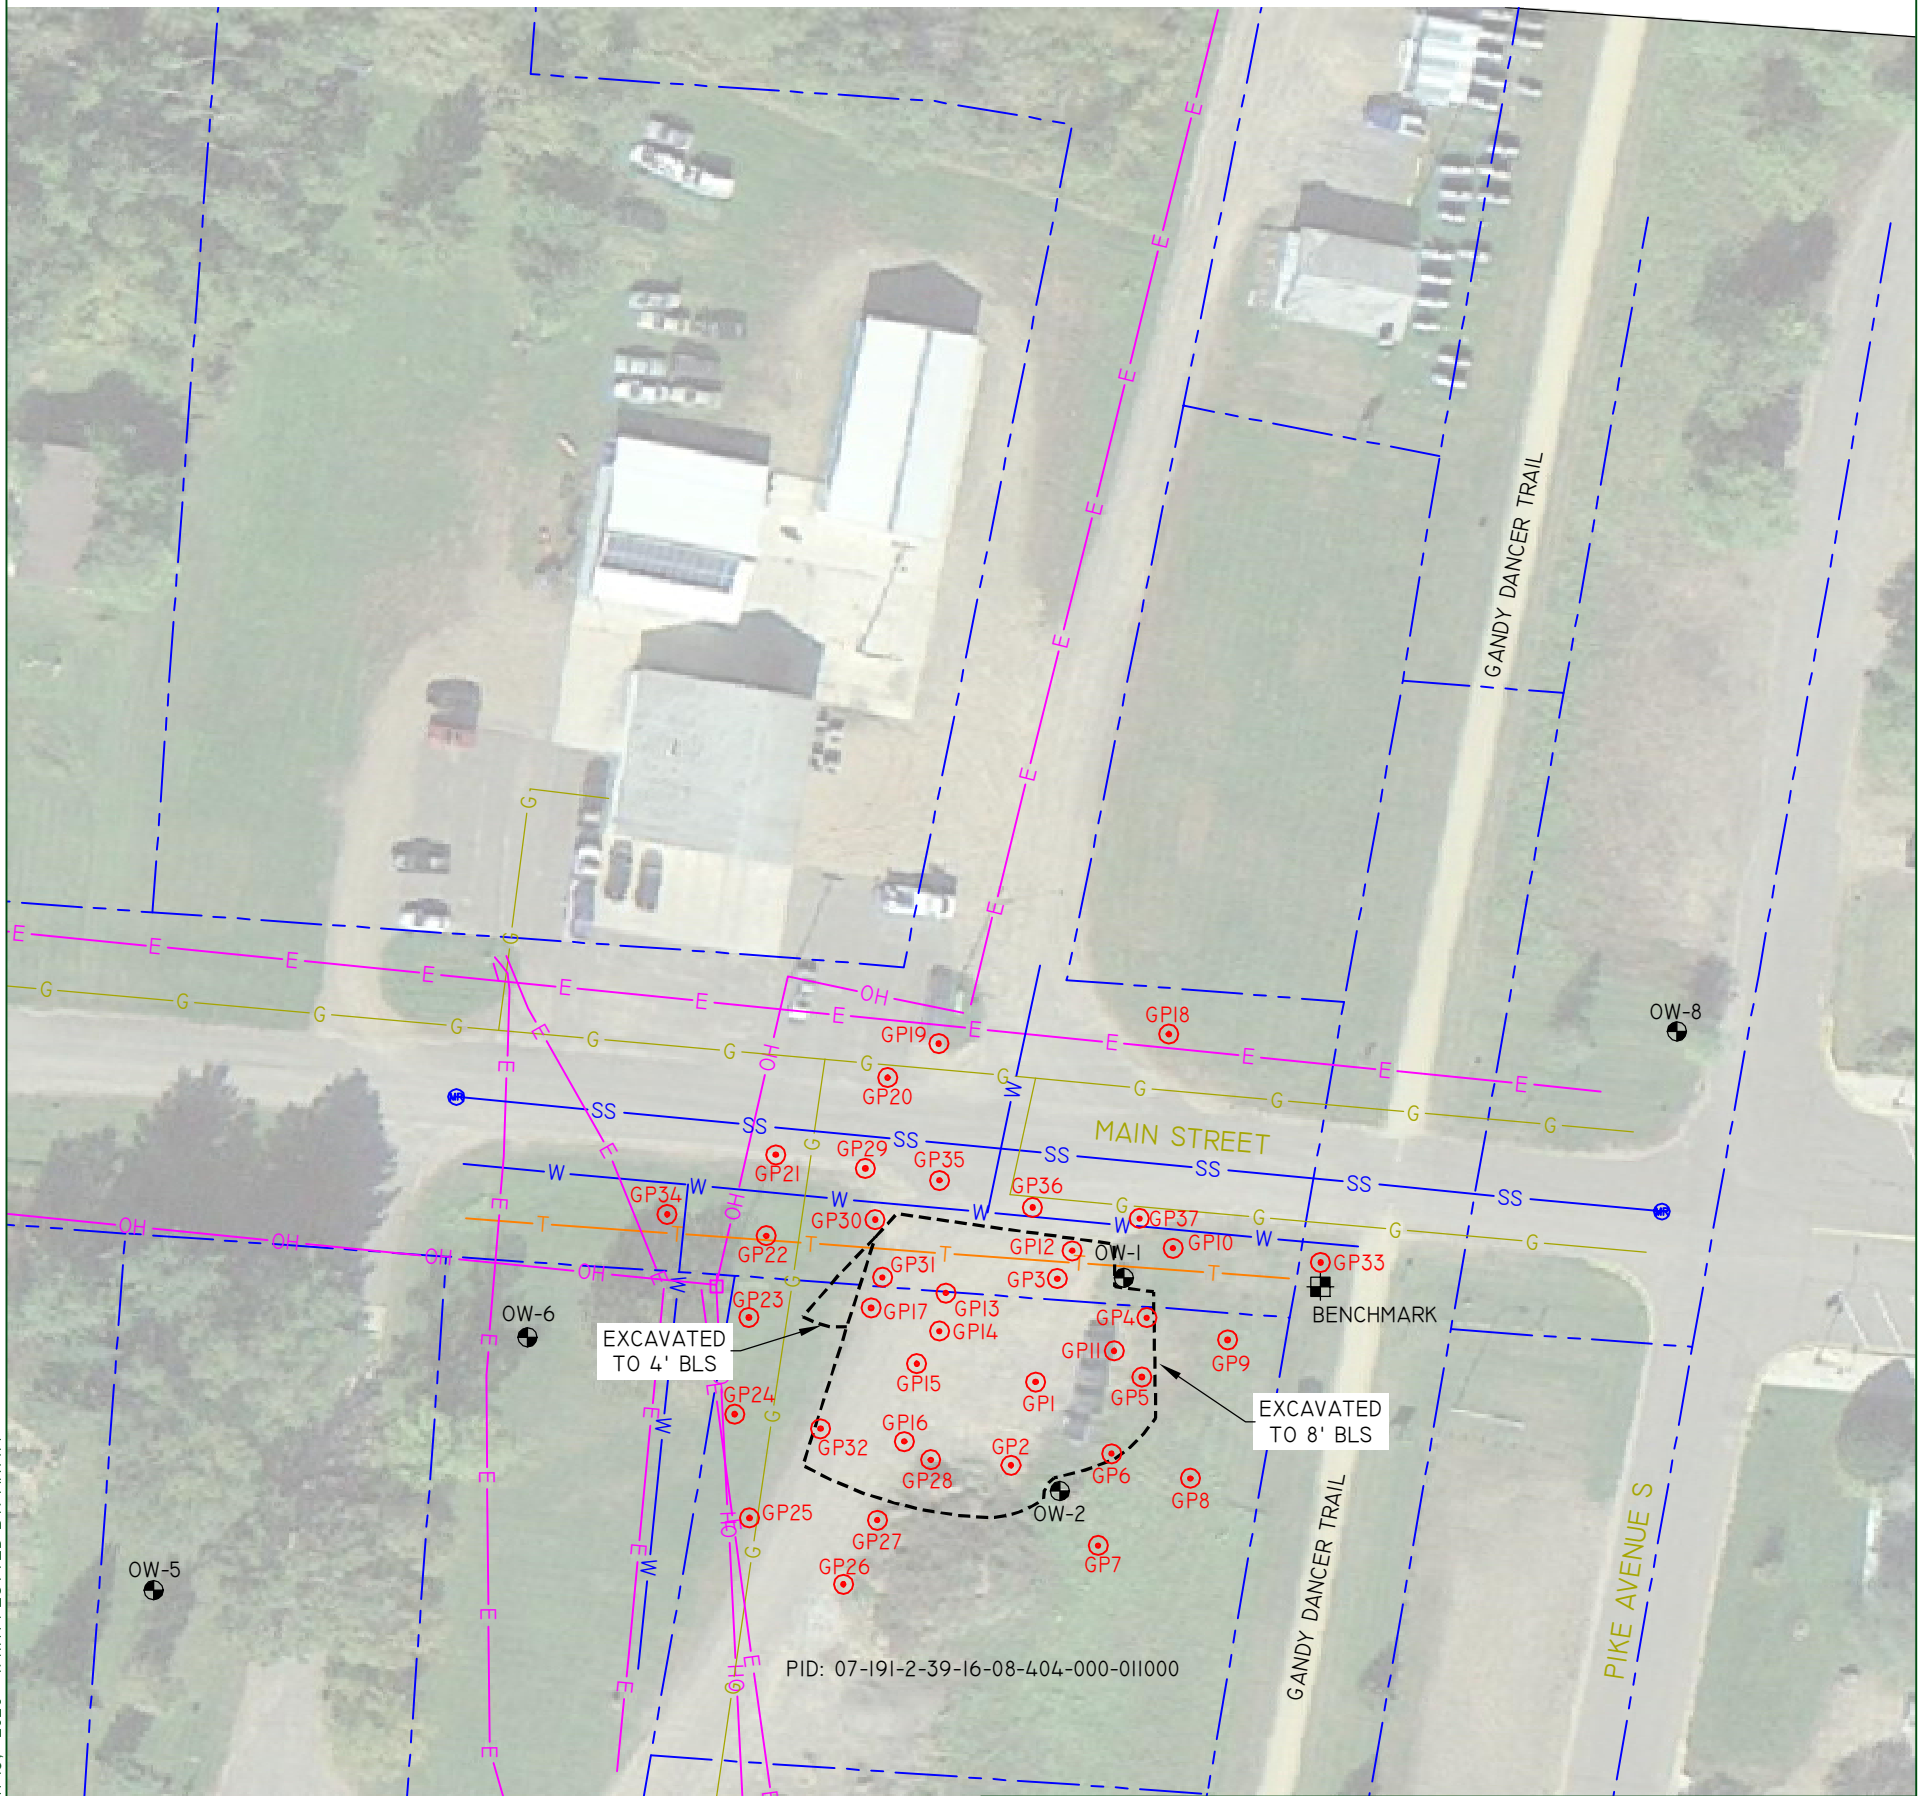 GANDY DANCER TRAIL
OW-8
GP19
GP18
GP20
MAIN STREET
GP21
GP29
GP35
GP34
GP36
GP30
GP37
GP22
GP12
OW-1
GP10
GP31
GP3
GP33
GP23
GP17
GP13
GP4
BENCHMARK
OW-6
GP14
GP11
GP9
EXCAVATED
TO 4' BLS
GP15
GP1
GP5
GP24
EXCAVATED
TO 8' BLS
GP32
GP16
GP2
GP28
GP6
GP8
OW-2
GP25
GP27
GP7
OW-5
GP26
GANDY DANCER TRAIL
PIKE AVENUE S
PID: 07-191-2-39-16-08-404-000-011000
E
G
OH
W
SS
T
MH